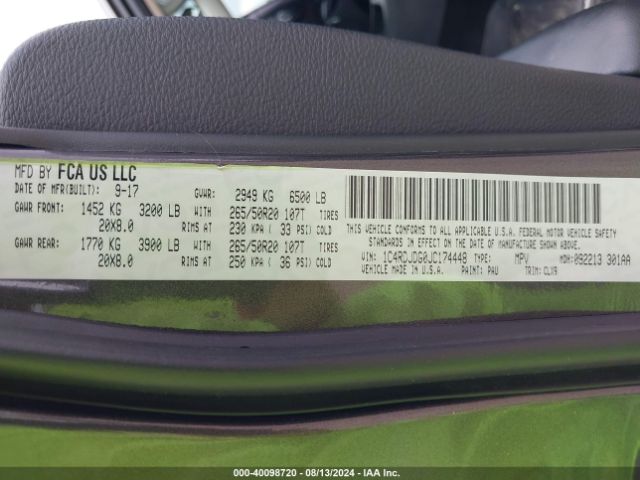 MFD BY FCA US LLC
DATE OF MFR(BUILT): 9-17 GVWR: 2949 KG 6500 LB
GAWR FRONT: 1452 KG 3200 LB WITH 265/50R20 107T TIRES
20X8.0 RIMS AT 230 KPA ( 33 PSI) COLD
GAWR REAR: 1770 KG 3900 LB WITH 265/50R20 107T TIRES
20X8.0 RIMS AT 250 KPA ( 36 PSI) COLD
THIS VEHICLE CONFORMS TO ALL APPLICABLE U.S.A. FEDERAL MOTOR VEHICLE SAFETY
STANDARDS IN EFFECT ON THE DATE OF MANUFACTURE SHOWN ABOVE.
VIN: 1C4RDJDG0JC174448 TYPE: MPV MDH:092213 301AA
MANUFACTURED IN U.S.A. PAINT: PAU TRIM: CLX9
000-40098720 - 08/13/2024 - IAA Inc.